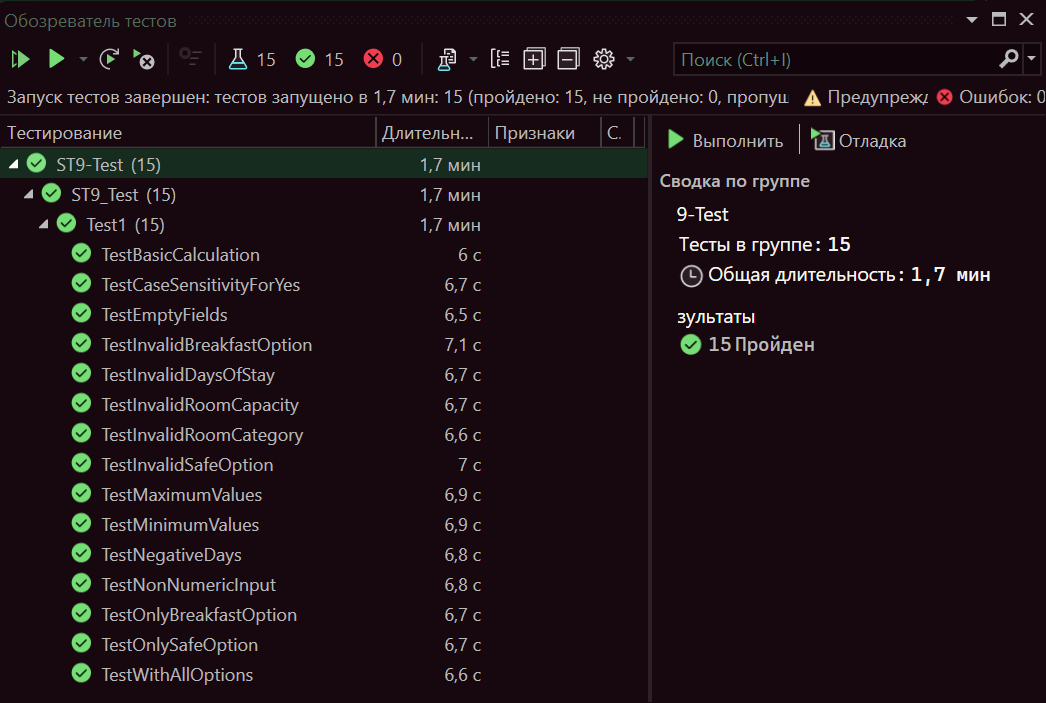 Обозреватель тестов
15 15 0
Поиск (Ctrl+I)
Запуск тестов завершен: тестов запущено в 1,7 мин: 15 (пройдено: 15, не пройдено: 0, пропущ
Предупрежд
Ошибок: 0
Тестирование Длительн... Признаки С.
ST9-Test (15) 1,7 мин
ST9_Test (15) 1,7 мин
Test1 (15) 1,7 мин
TestBasicCalculation 6 с
TestCaseSensitivityForYes 6,7 с
TestEmptyFields 6,5 с
TestInvalidBreakfastOption 7,1 с
TestInvalidDaysOfStay 6,7 с
TestInvalidRoomCapacity 6,7 с
TestInvalidRoomCategory 6,6 с
TestInvalidSafeOption 7 с
TestMaximumValues 6,9 с
TestMinimumValues 6,9 с
TestNegativeDays 6,8 с
TestNonNumericInput 6,8 с
TestOnlyBreakfastOption 6,7 с
TestOnlySafeOption 6,7 с
TestWithAllOptions 6,6 с
Выполнить Отладка
Сводка по группе
9-Test
Тесты в группе: 15
Общая длительность: 1,7 мин
зультаты
15 Пройден